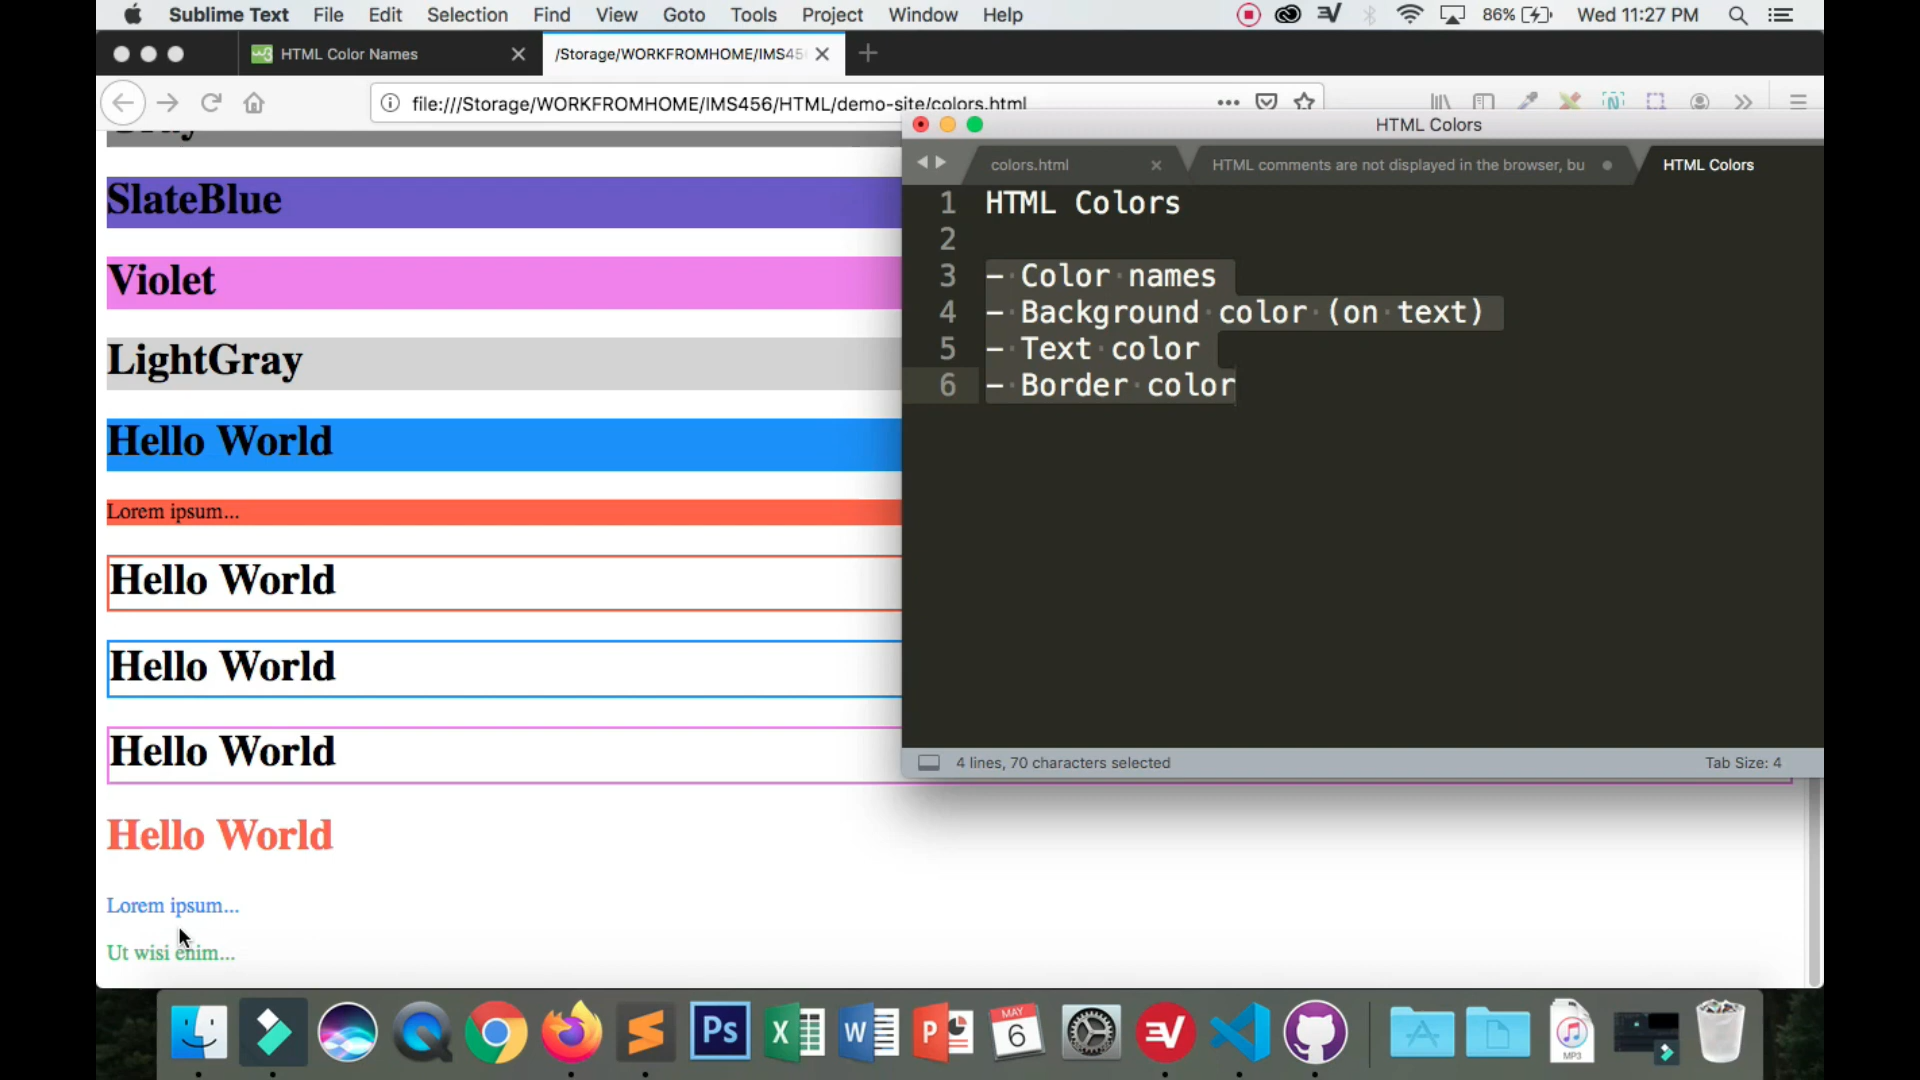 Sublime Text File Edit Selection Find View Goto Tools Project Window Help 86% Wed 11:27 PM
HTML Color Names /Storage/WORKFROMHOME/IMS45
file:///Storage/WORKFROMHOME/IMS456/HTML/demo-site/colors.html
Gray
SlateBlue
Violet
LightGray
Hello World
Lorem ipsum...
Hello World
Hello World
Hello World
Hello World
Lorem ipsum...
Ut wisi enim...
HTML Colors
colors.html HTML comments are not displayed in the browser, bu HTML Colors
1 HTML Colors
2
3 - Color names
4 - Background color (on text)
5 - Text color
6 - Border color
4 lines, 70 characters selected Tab Size: 4
Ps X W P MAY 6 MP3